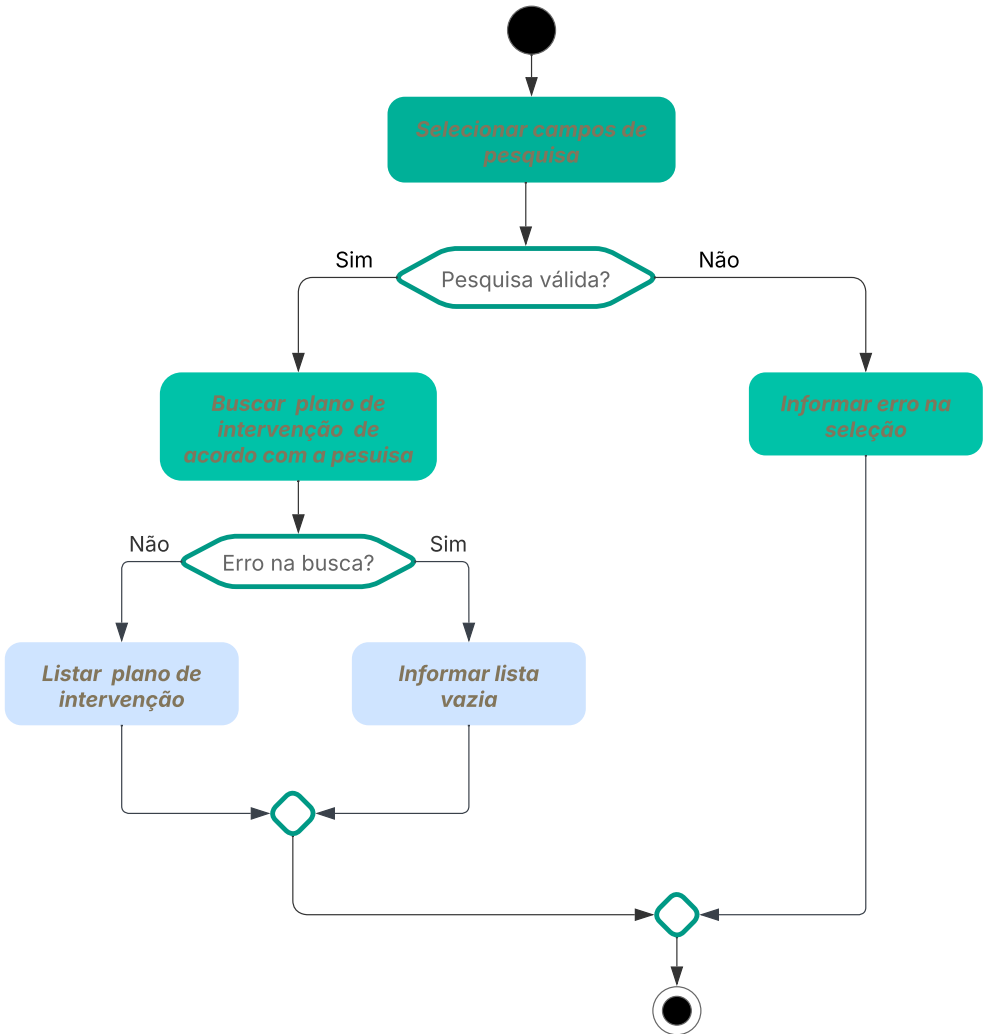 Selecionar campos de
pesquisa
Sim
Não
Pesquisa válida?
Buscar plano de
intervenção de
acordo com a pesuisa
Informar erro na
seleção
Não
Sim
Erro na busca?
Listar plano de
intervenção
Informar lista
vazia